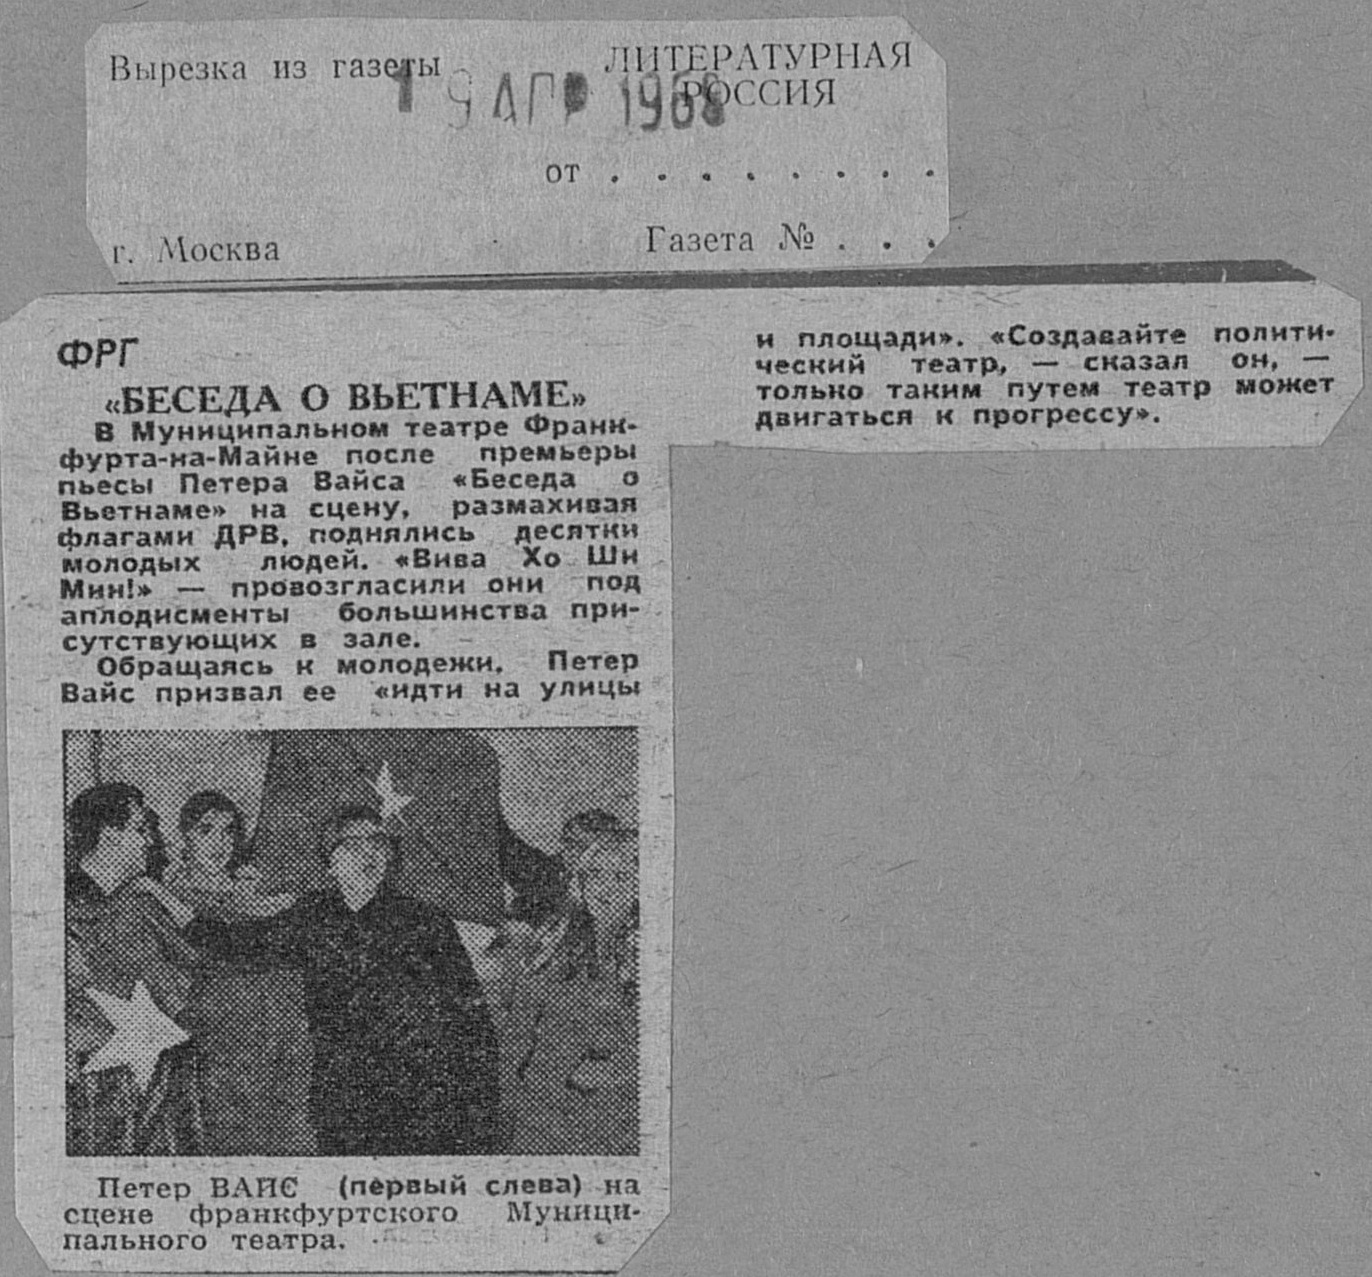 Вырезка из газеты
ЛИТЕРАТУРНАЯ
РОССИЯ
19 АПР 1968
от . . . . . . . .
г. Москва
Газета № . . .
ФРГ
«БЕСЕДА О ВЬЕТНАМЕ»
В Муниципальном театре Франк-
фурта-на-Майне после премьеры
пьесы Петера Вайса «Беседа о
Вьетнаме» на сцену, размахивая
флагами ДРВ, поднялись десятки
молодых людей. «Вива Хо Ши
Мин!» — провозгласили они под
аплодисменты большинства при-
сутствующих в зале.
Обращаясь к молодежи, Петер
Вайс призвал ее «идти на улицы
и площади». «Создавайте полити-
ческий театр, — сказал он, —
только таким путем театр может
двигаться к прогрессу».
Петер ВАЙС (первый слева) на
сцене франкфуртского Муници-
пального театра.